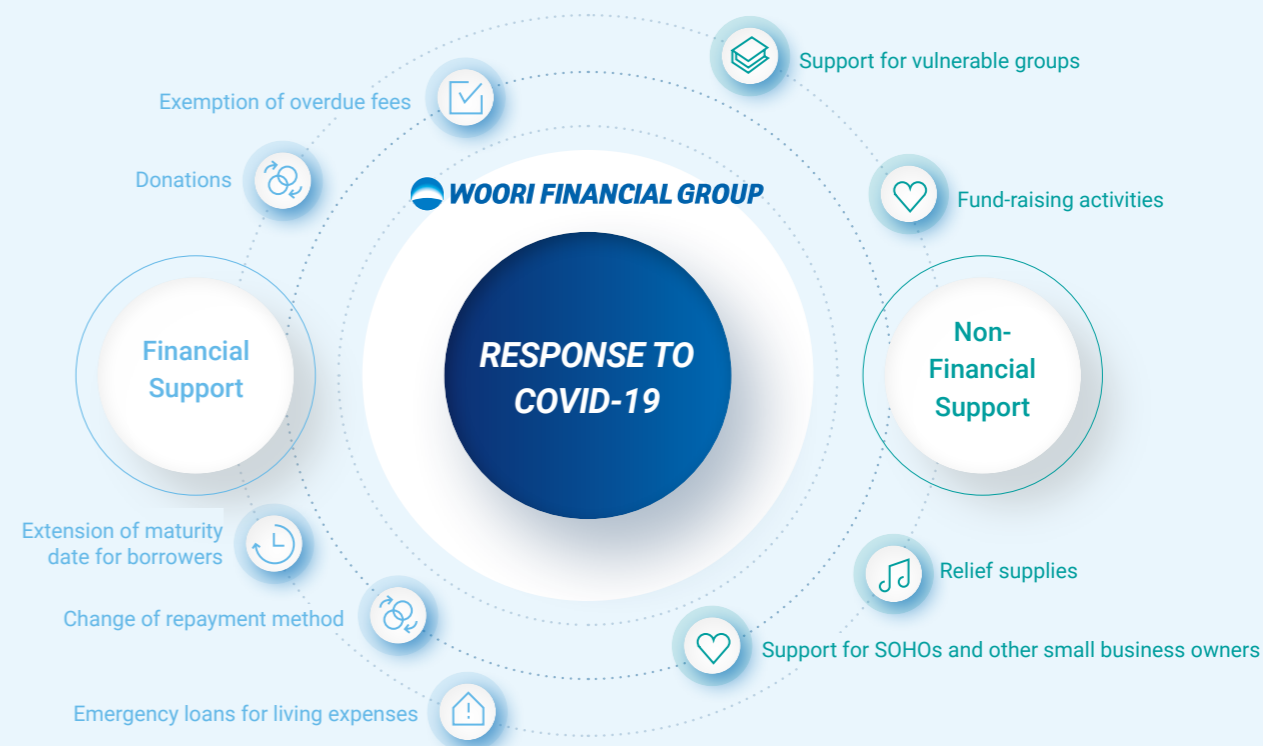 Support for vulnerable groups
Exemption of overdue fees
Donations
WOORI FINANCIAL GROUP
Fund-raising activities
Financial
Support
RESPONSE TO
COVID-19
Non-
Financial
Support
Extension of maturity
date for borrowers
Relief supplies
Change of repayment method
Support for SOHOs and other small business owners
Emergency loans for living expenses